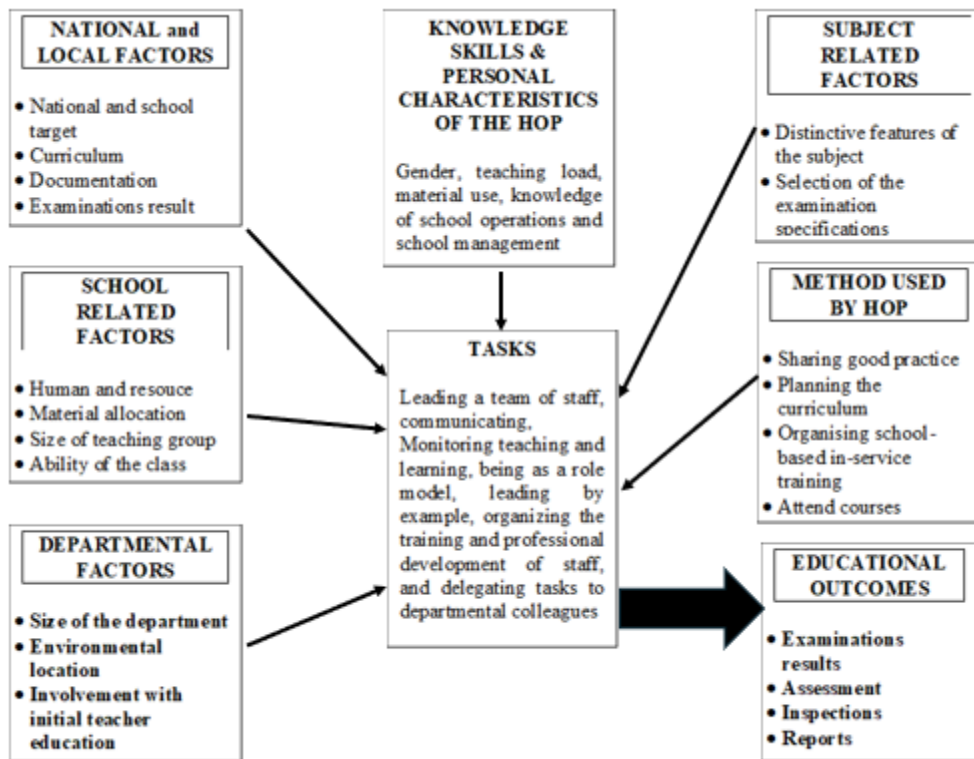 NATIONAL and
LOCAL FACTORS
• National and school
target
• Curriculum
• Documentation
• Examinations result
KNOWLEDGE
SKILLS &
PERSONAL
CHARACTERISTICS
OF THE HOP
Gender, teaching load,
material use, knowledge
of school operations and
school management
SUBJECT
RELATED
FACTORS
• Distinctive features of
the subject
• Selection of the
examination
specifications
SCHOOL
RELATED
FACTORS
• Human and resouce
• Material allocation
• Size of teaching group
• Ability of the class
TASKS
Leading a team of staff,
communicating,
Monitoring teaching and
learning, being as a role
model, leading by
example, organizing the
training and professional
development of staff,
and delegating tasks to
departmental colleagues
METHOD USED
BY HOP
• Sharing good practice
• Planning the
curriculum
• Organising school-
based in-service
training
• Attend courses
DEPARTMENTAL
FACTORS
• Size of the department
• Environmental
location
• Involvement with
initial teacher
education
EDUCATIONAL
OUTCOMES
• Examinations
results
• Assessment
• Inspections
• Reports